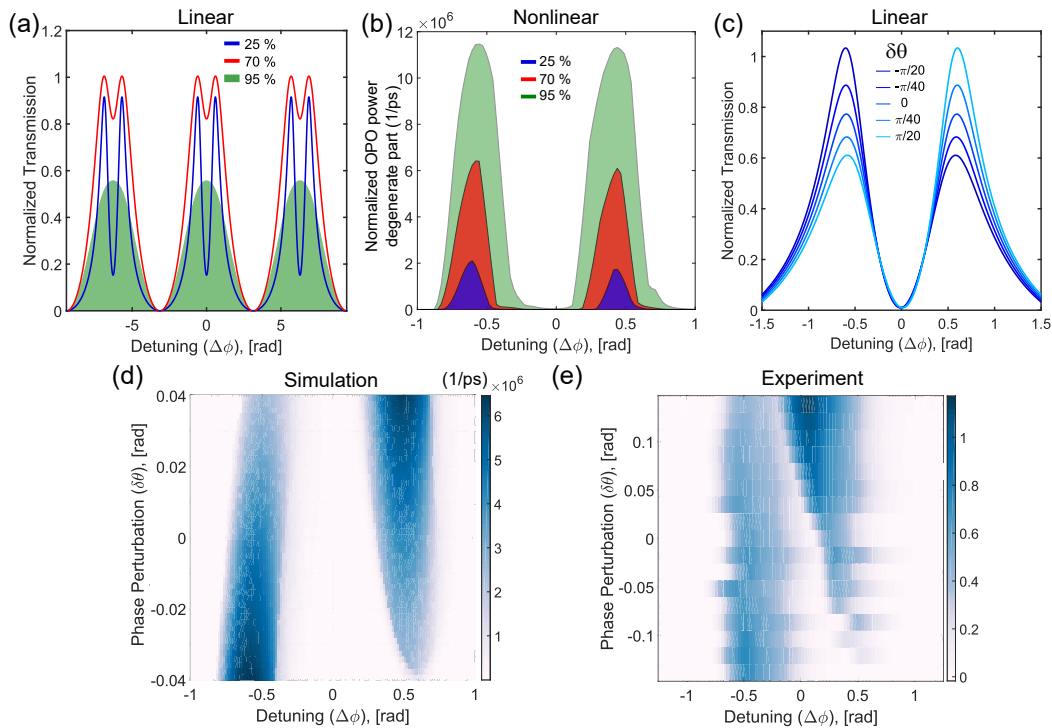 (a)
Linear
Normalized Transmission
1.2
1
0.8
0.6
0.4
0.2
0
-5
0
5
Detuning (Δϕ), [rad]
25 %
70 %
95 %
(b)
Nonlinear
×10⁶
Normalized OPO power
degenerate part (1/ps)
12
10
8
6
4
2
0
-1
-0.5
0
0.5
1
Detuning (Δϕ), [rad]
25 %
70 %
95 %
(c)
Linear
Normalized Transmission
1
0.8
0.6
0.4
0.2
0
-1.5
-1
-0.5
0
0.5
1
1.5
Detuning (Δϕ), [rad]
δθ
-π/20
-π/40
0
π/40
π/20
(d)
Simulation
(1/ps)
×10⁶
Phase Perturbation (δθ), [rad]
0.04
0.02
0
-0.02
-0.04
-1
-0.5
0
0.5
1
Detuning (Δϕ), [rad]
6
5
4
3
2
1
(e)
Experiment
Phase Perturbation (δθ), [rad]
0.1
0.05
0
-0.05
-0.1
-1
-0.5
0
0.5
1
Detuning (Δϕ), [rad]
1
0.8
0.6
0.4
0.2
0